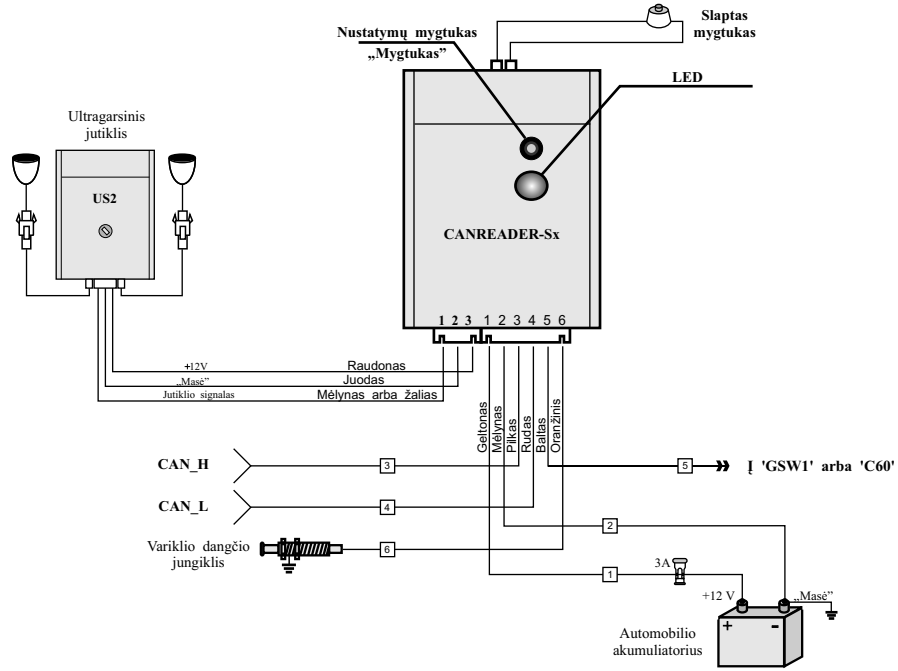 Slaptas
mygtukas
Nustatymų mygtukas
„Mygtukas”
LED
Ultragarsinis
jutiklis
US2
CANREADER-Sx
1 2 3 1 2 3 4 5 6
+12V Raudonas
„Masė” Juodas
Jutiklio signalas Mėlynas arba žalias
Geltonas
Mėlynas
Pilkas
Rudas
Baltas
Oranžinis
CAN_H 3
5 Į 'GSW1' arba 'C60'
CAN_L 4
2
Variklio dangčio
jungiklis
6
3A
1
+12 V „Masė”
+ -
Automobilio
akumuliatorius